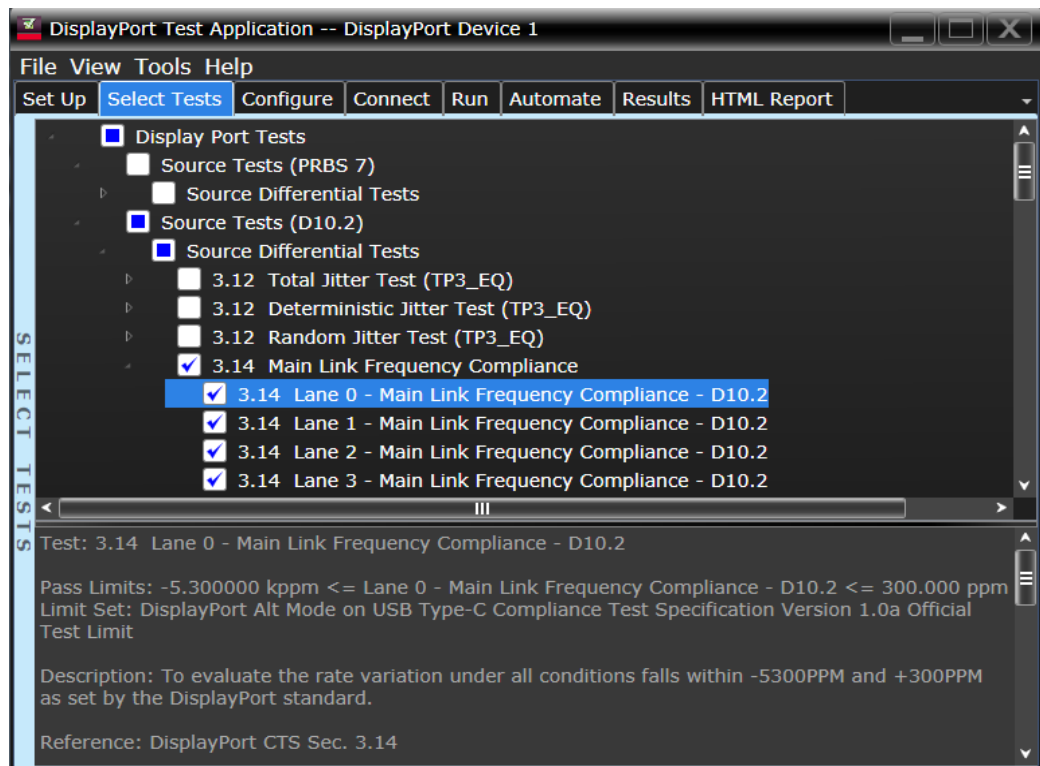 DisplayPort Test Application -- DisplayPort Device 1
File View Tools Help
Set Up Select Tests Configure Connect Run Automate Results HTML Report
SELECT TESTS
Display Port Tests
Source Tests (PRBS 7)
Source Differential Tests
Source Tests (D10.2)
Source Differential Tests
3.12 Total Jitter Test (TP3_EQ)
3.12 Deterministic Jitter Test (TP3_EQ)
3.12 Random Jitter Test (TP3_EQ)
3.14 Main Link Frequency Compliance
3.14 Lane 0 - Main Link Frequency Compliance - D10.2
3.14 Lane 1 - Main Link Frequency Compliance - D10.2
3.14 Lane 2 - Main Link Frequency Compliance - D10.2
3.14 Lane 3 - Main Link Frequency Compliance - D10.2
Test: 3.14 Lane 0 - Main Link Frequency Compliance - D10.2
Pass Limits: -5.300000 kppm <= Lane 0 - Main Link Frequency Compliance - D10.2 <= 300.000 ppm
Limit Set: DisplayPort Alt Mode on USB Type-C Compliance Test Specification Version 1.0a Official
Test Limit
Description: To evaluate the rate variation under all conditions falls within -5300PPM and +300PPM
as set by the DisplayPort standard.
Reference: DisplayPort CTS Sec. 3.14